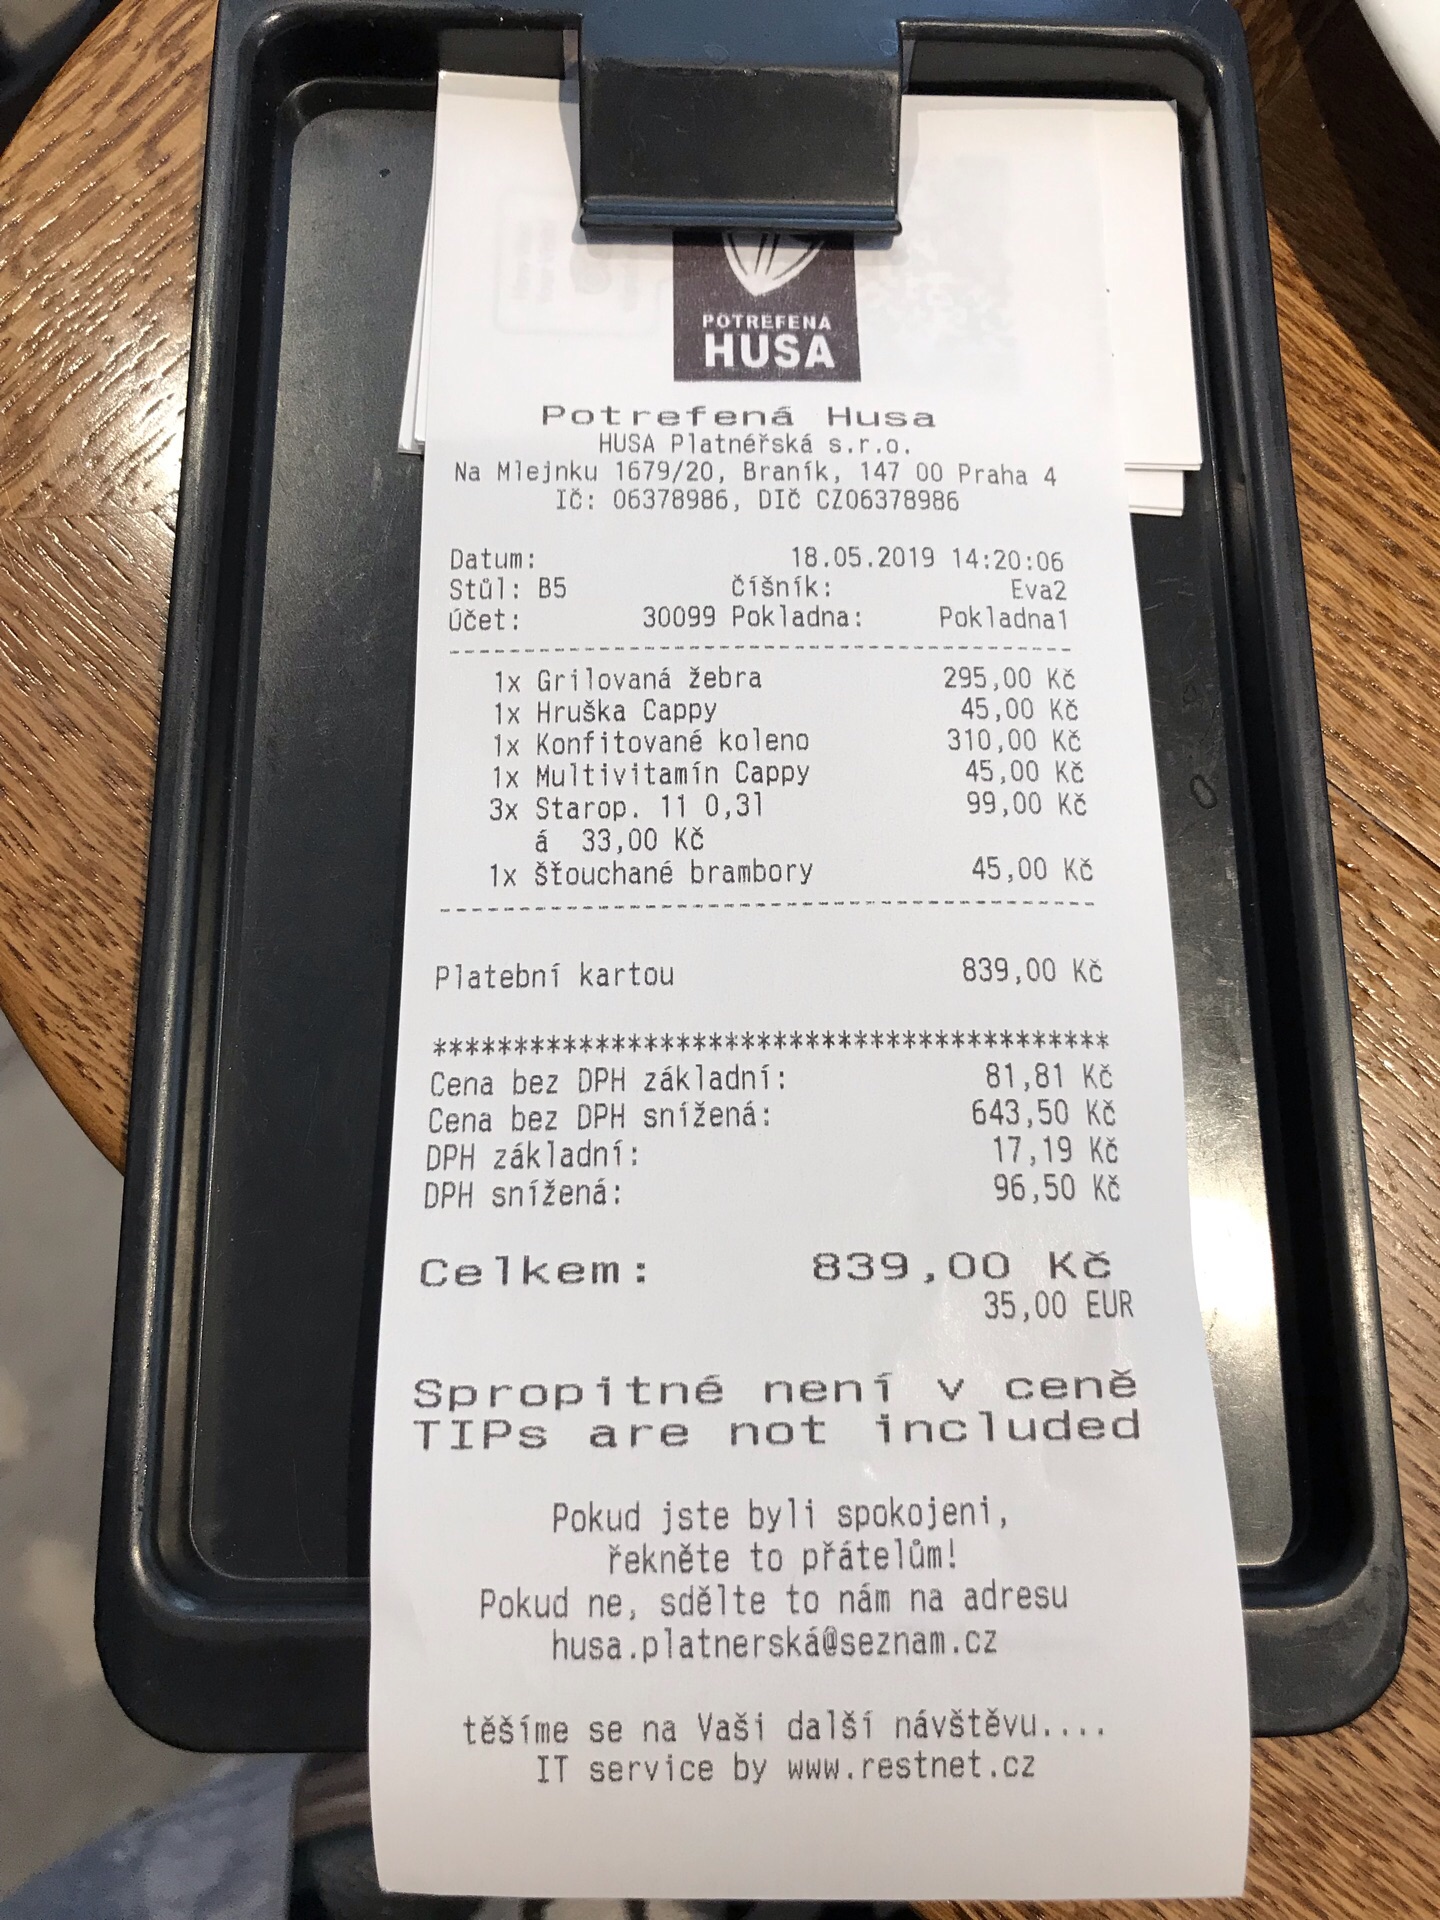 POTREFENÁ
HUSA
Potrefená Husa
HUSA Platnéřská s.r.o.
Na Mlejnku 1679/20, Braník, 147 00 Praha 4
IČ: 06378986, DIČ CZ06378986
Datum: 18.05.2019 14:20:06
Stůl: B5 Číšník: Eva2
Účet: 30099 Pokladna: Pokladna1
----------------------------------------
1x Grilovaná žebra 295,00 Kč
1x Hruška Cappy 45,00 Kč
1x Konfitované koleno 310,00 Kč
1x Multivitamín Cappy 45,00 Kč
3x Starop. 11 0,3l 99,00 Kč
á 33,00 Kč
1x Šťouchané brambory 45,00 Kč
----------------------------------------
Platební kartou 839,00 Kč
******************************************
Cena bez DPH základní: 81,81 Kč
Cena bez DPH snížená: 643,50 Kč
DPH základní: 17,19 Kč
DPH snížená: 96,50 Kč
Celkem: 839,00 Kč
35,00 EUR
Spropitné není v ceně
TIPs are not included
Pokud jste byli spokojeni,
řekněte to přátelům!
Pokud ne, sdělte to nám na adresu
husa.platnerská@seznam.cz
těšíme se na Vaši další návštěvu....
IT service by www.restnet.cz